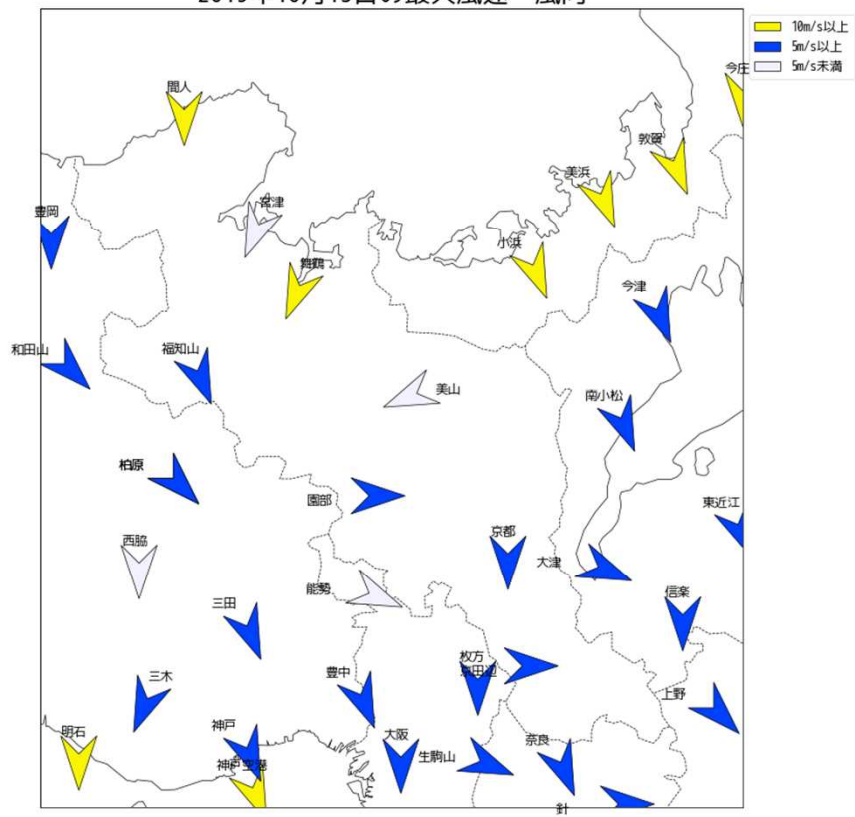 10m/s以上
5m/s以上
5m/s未満
今庄
間人
敦賀
美浜
豊岡
宮津
小浜
舞鶴
今津
和田山
福知山
美山
南小松
柏原
園部
東近江
西脇
京都
大津
能勢
信楽
三田
枚方
京田辺
三木
豊中
上野
明石
神戸
大阪
奈良
生駒山
神戸空港
針